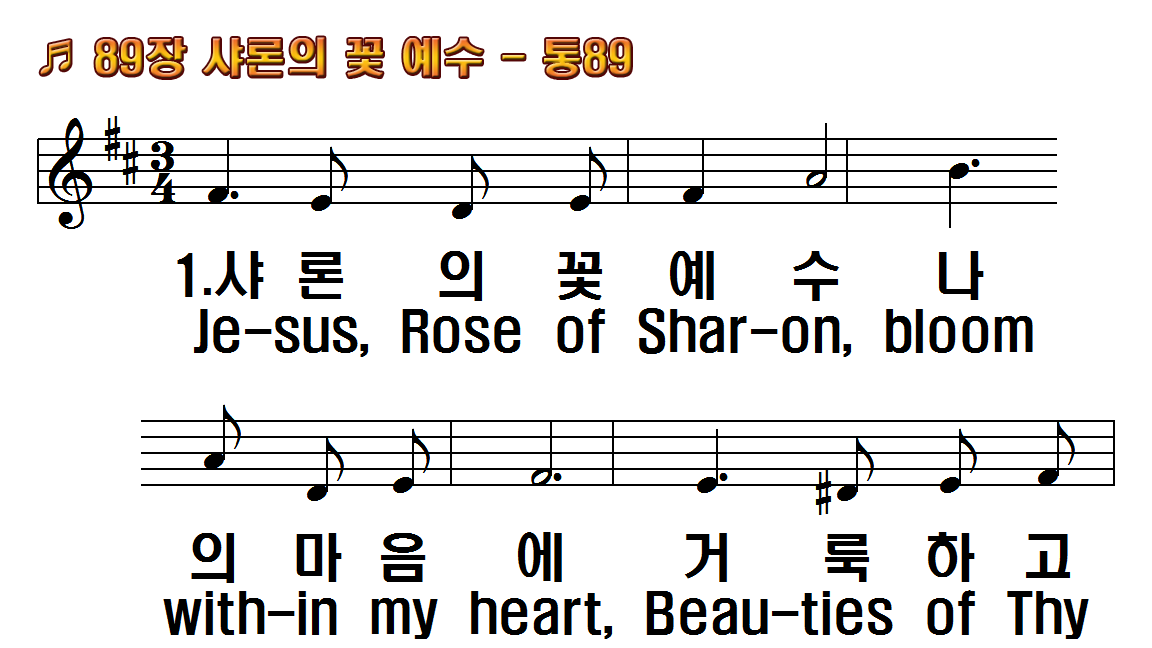 ♬ 89장 샤론의 꽃 예수 - 통89
3
4
1.샤 론 의 꽃 예 수 나
Je-sus, Rose of Shar-on, bloom
의 마 음 에 거 룩 하 고
with-in my heart, Beau-ties of Thy